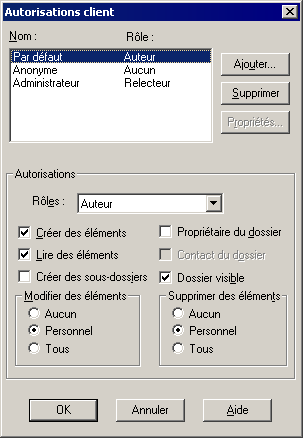 Autorisations client
Nom : Rôle :
Par défaut Auteur
Anonyme Aucun
Administrateur Relecteur
Ajouter...
Supprimer
Propriétés...
Autorisations
Rôles : Auteur
Créer des éléments Propriétaire du dossier
Lire des éléments Contact du dossier
Créer des sous-dossiers Dossier visible
Modifier des éléments Supprimer des éléments
Aucun Aucun
Personnel Personnel
Tous Tous
OK Annuler Aide